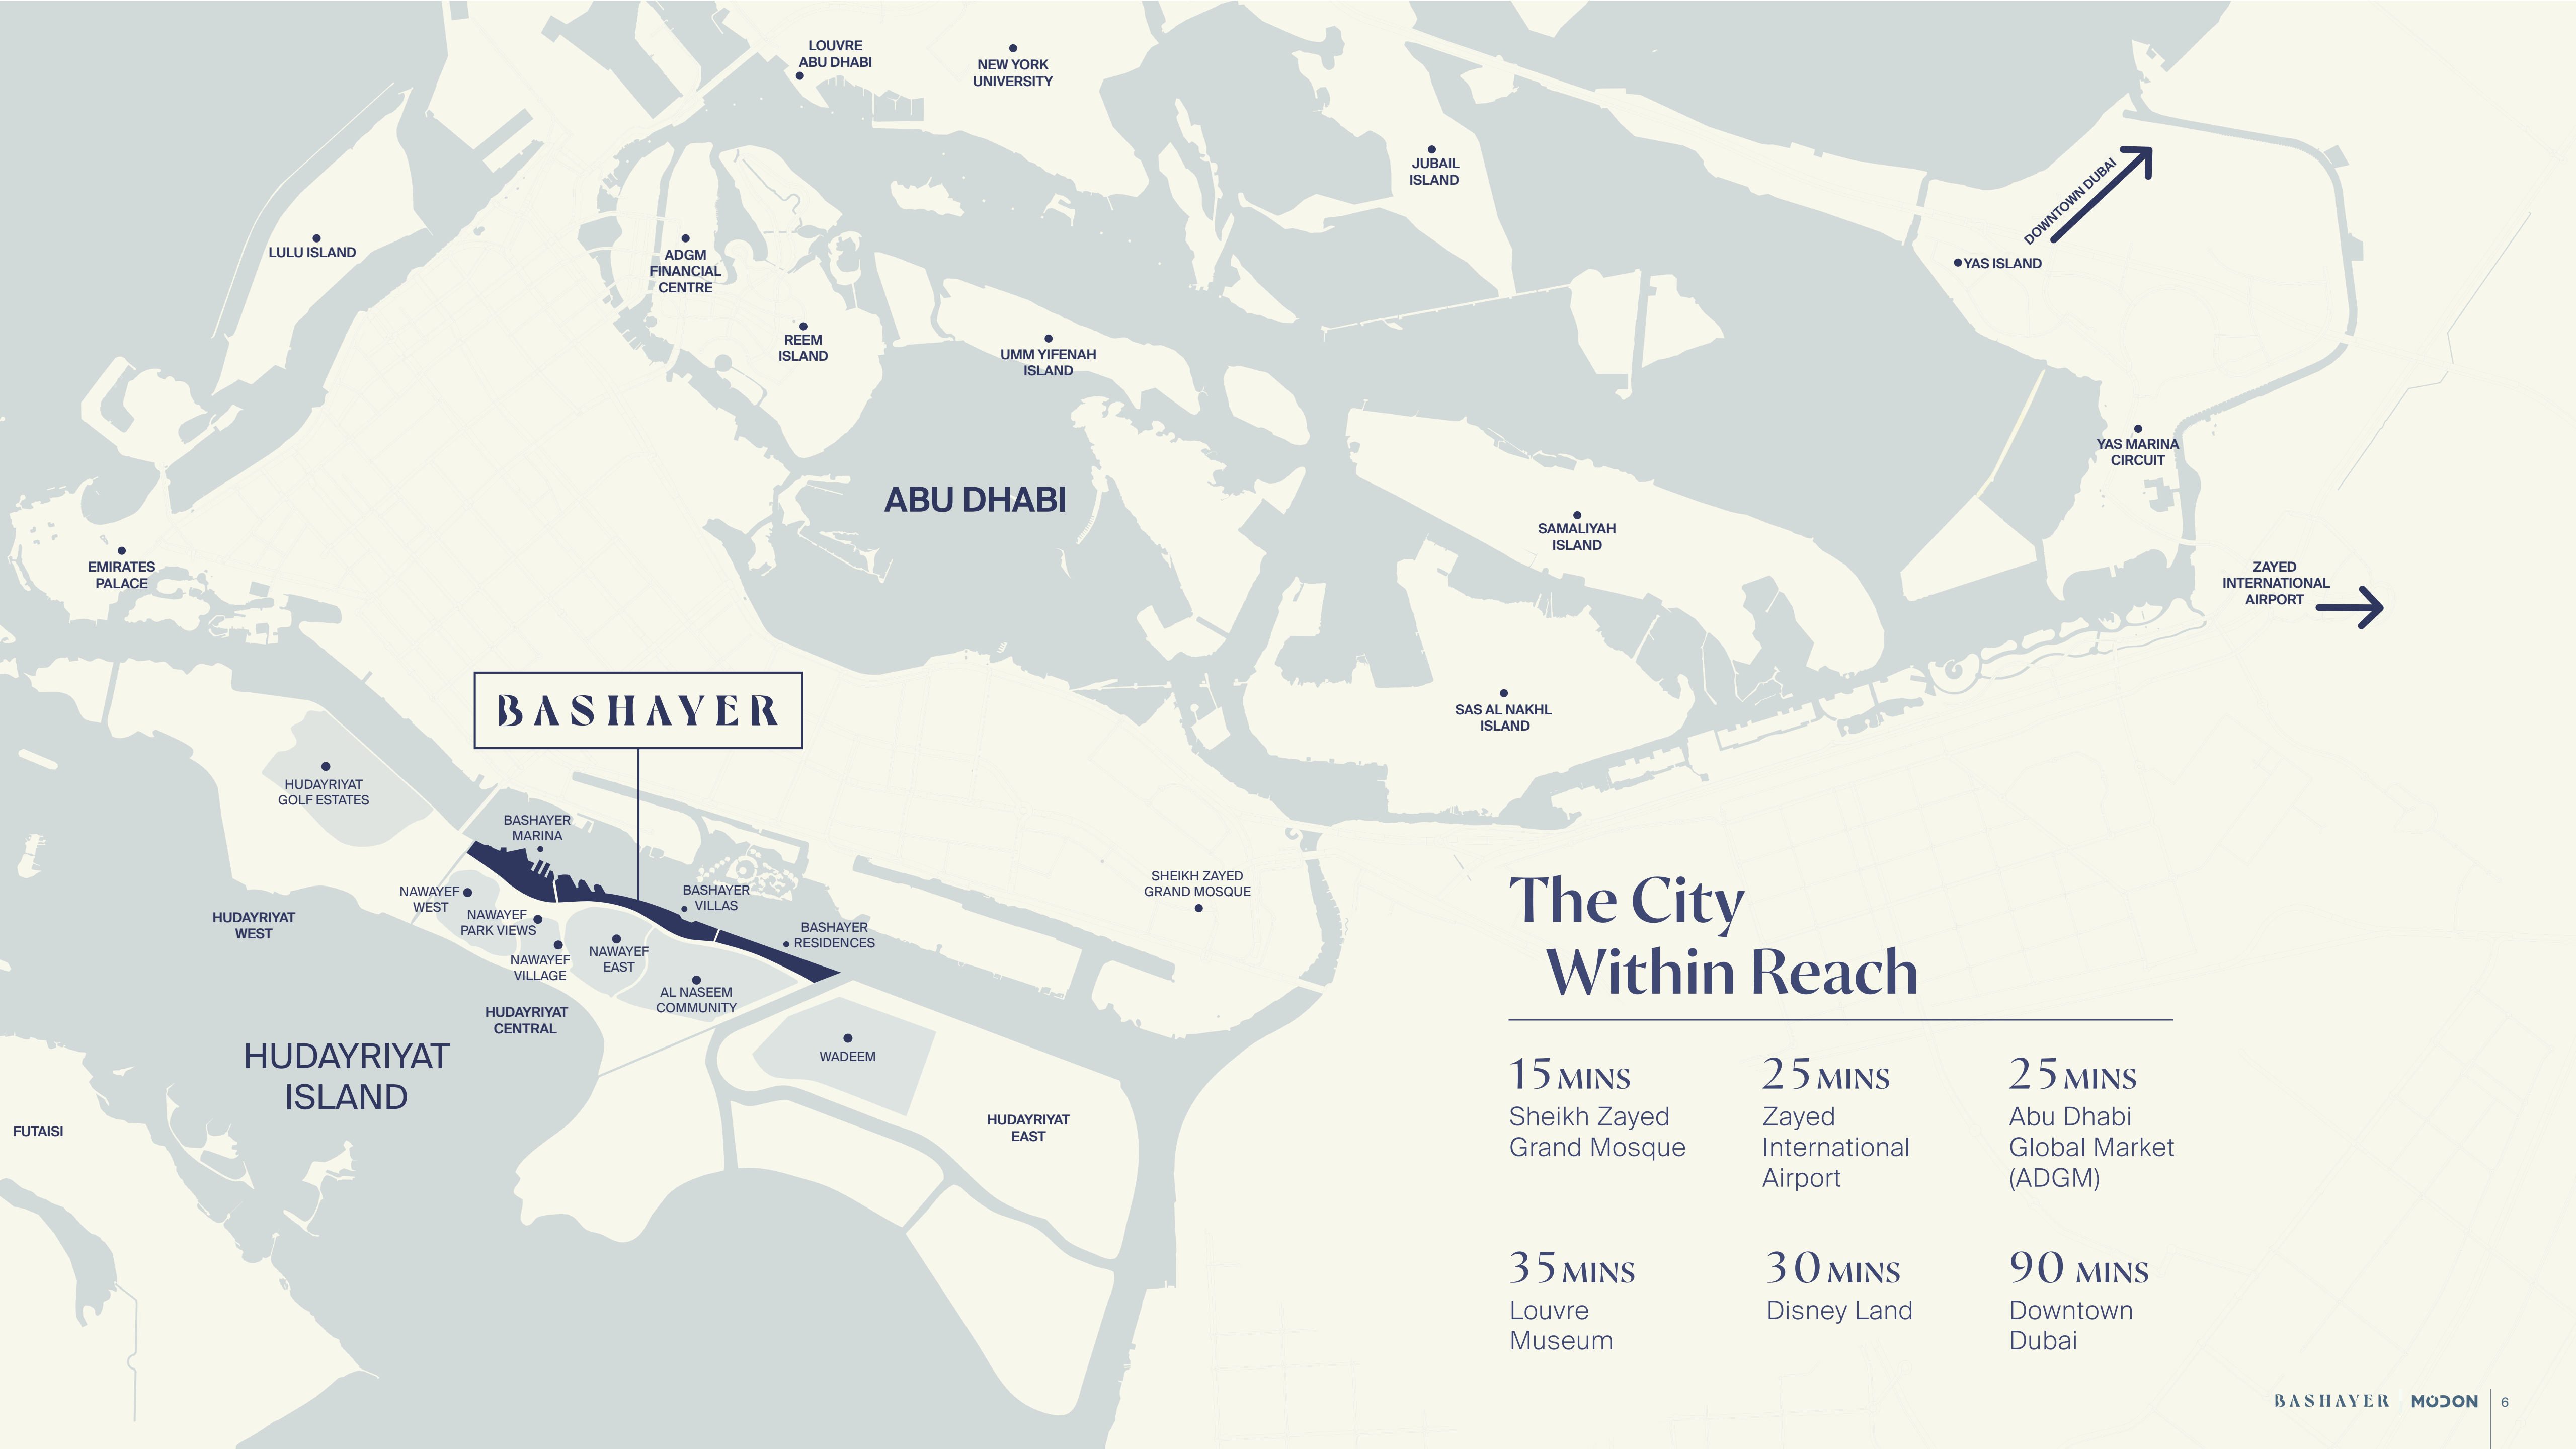 LOUVRE
ABU DHABI
NEW YORK
UNIVERSITY
JUBAIL
ISLAND
DOWNTOWN DUBAI
YAS ISLAND
LULU ISLAND
ADGM
FINANCIAL
CENTRE
REEM
ISLAND
UMM YIFENAH
ISLAND
YAS MARINA
CIRCUIT
ABU DHABI
SAMALIYAH
ISLAND
EMIRATES
PALACE
ZAYED
INTERNATIONAL
AIRPORT
BASHAYER
SAS AL NAKHL
ISLAND
HUDAYRIYAT
GOLF ESTATES
BASHAYER
MARINA
NAWAYEF
WEST
NAWAYEF
PARK VIEWS
NAWAYEF
VILLAGE
NAWAYEF
EAST
BASHAYER
VILLAS
BASHAYER
RESIDENCES
AL NASEEM
COMMUNITY
SHEIKH ZAYED
GRAND MOSQUE
HUDAYRIYAT
WEST
HUDAYRIYAT
CENTRAL
HUDAYRIYAT
ISLAND
WADEEM
HUDAYRIYAT
EAST
FUTAISI
The City
Within Reach
15 MINS
Sheikh Zayed
Grand Mosque
25 MINS
Zayed
International
Airport
25 MINS
Abu Dhabi
Global Market
(ADGM)
35 MINS
Louvre
Museum
30 MINS
Disney Land
90 MINS
Downtown
Dubai
BASHAYER | MODON | 6